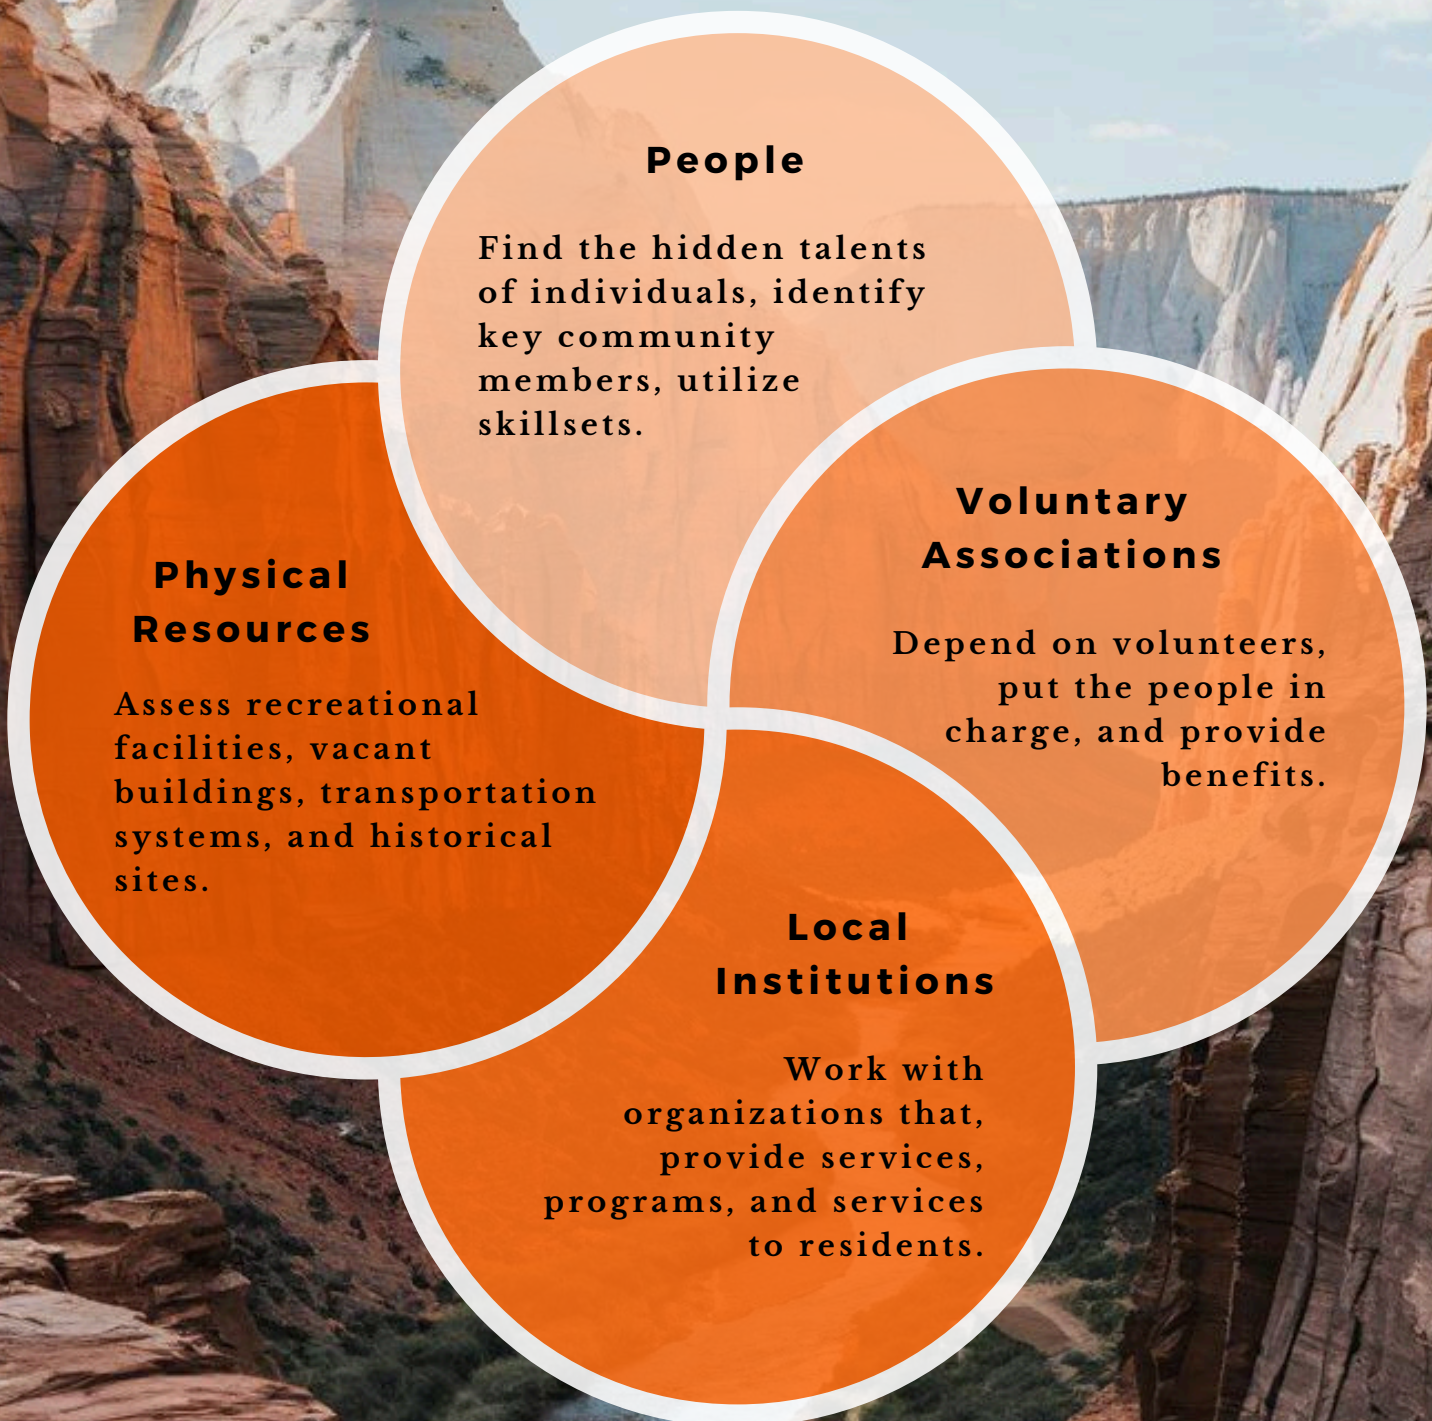 People
Find the hidden talents
of individuals, identify
key community
members, utilize
skillsets.
Voluntary
Associations
Depend on volunteers,
put the people in
charge, and provide
benefits.
Physical
Resources
Assess recreational
facilities, vacant
buildings, transportation
systems, and historical
sites.
Local
Institutions
Work with
organizations that,
provide services,
programs, and services
to residents.